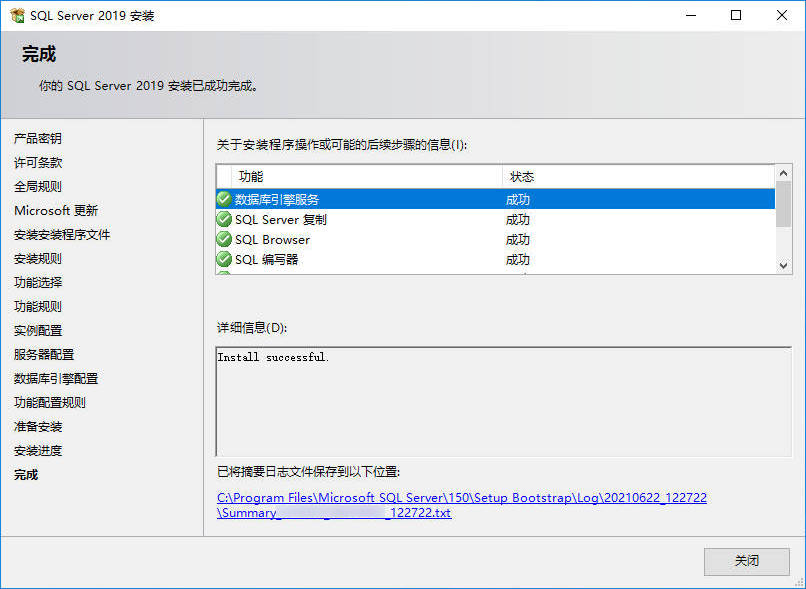 SQL Server 2019 安装
完成
你的 SQL Server 2019 安装已成功完成。
产品密钥
许可条款
全局规则
Microsoft 更新
安装安装程序文件
安装规则
功能选择
功能规则
实例配置
服务器配置
数据库引擎配置
功能配置规则
准备安装
安装进度
完成
关于安装程序操作或可能的后续步骤的信息(I):
功能 状态
数据库引擎服务 成功
SQL Server 复制 成功
SQL Browser 成功
SQL 编写器 成功
详细信息(D):
Install successful.
已将摘要日志文件保存到以下位置:
C:\Program Files\Microsoft SQL Server\150\Setup Bootstrap\Log\20210622_122722
\Summary_ _122722.txt
关闭